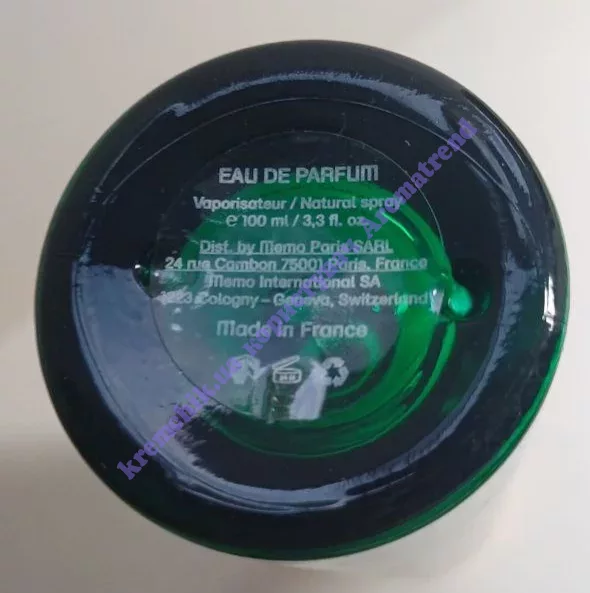 EAU DE PARFUM
Vaporisateur / Natural spray
e 100 ml / 3,3 fl. oz.
Dist. by Memo Paris SARL
24 rue Cambon 75001 Paris, France
Memo International SA
1223 Cologny – Geneva, Switzerland
Made in France
Aromatrend